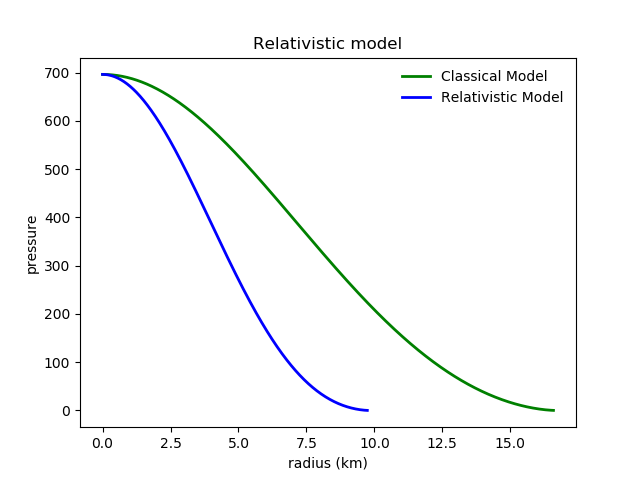 Relativistic model
Classical Model
Relativistic Model
700
600
500
400
300
200
100
0
pressure
0.0 2.5 5.0 7.5 10.0 12.5 15.0
radius (km)